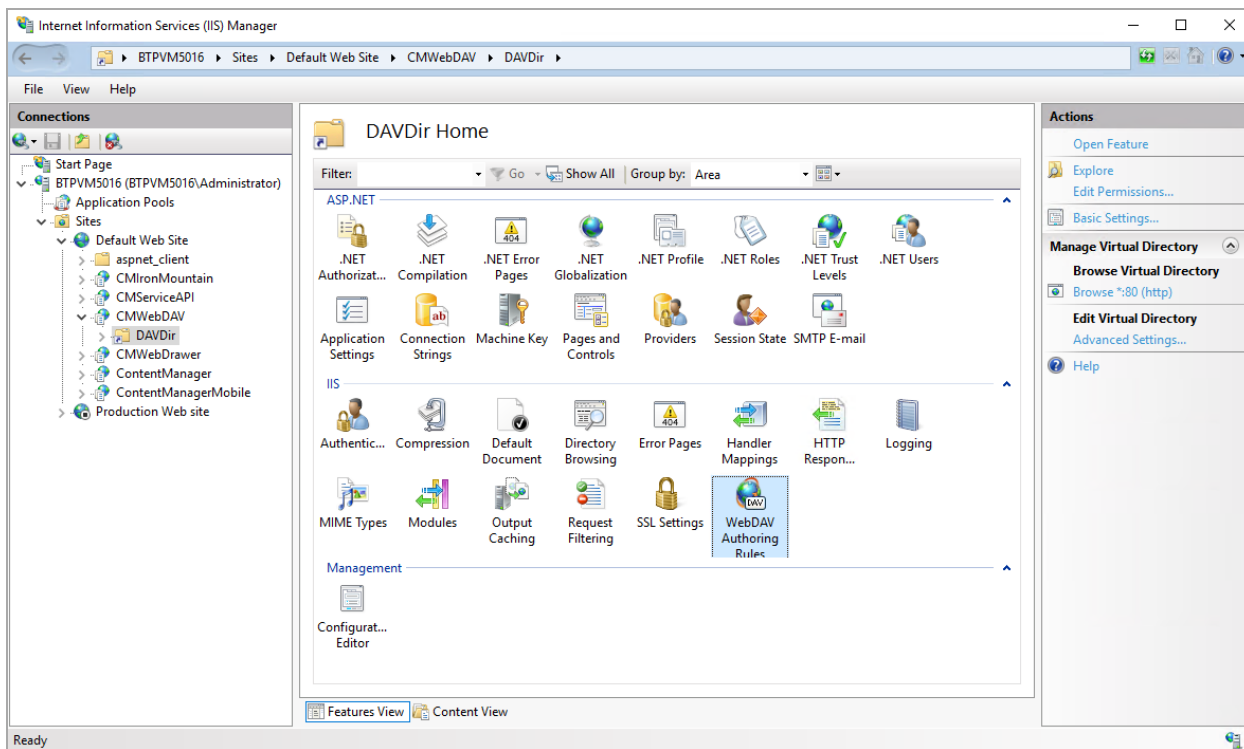 Internet Information Services (IIS) Manager
BTPVM5016 Sites Default Web Site CMWebDAV DAVDir
File View Help
Connections
Start Page
BTPVM5016 (BTPVM5016\Administrator)
Application Pools
Sites
Default Web Site
aspnet_client
CMIronMountain
CMServiceAPI
CMWebDAV
DAVDir
CMWebDrawer
ContentManager
ContentManagerMobile
Production Web site
DAVDir Home
Filter: Go Show All Group by: Area
ASP.NET
.NET Authorizat...
.NET Compilation
404
.NET Error Pages
.NET Globalization
.NET Profile
.NET Roles
.NET Trust Levels
.NET Users
Application Settings
ab
Connection Strings
Machine Key
Pages and Controls
Providers
Session State
SMTP E-mail
IIS
Authentic...
Compression
Default Document
Directory Browsing
404
Error Pages
Handler Mappings
HTTP Respon...
Logging
MIME Types
Modules
Output Caching
Request Filtering
SSL Settings
DAV
WebDAV Authoring Rules
Management
Configurat... Editor
Features View Content View
Actions
Open Feature
Explore
Edit Permissions...
Basic Settings...
Manage Virtual Directory
Browse Virtual Directory
Browse *:80 (http)
Edit Virtual Directory
Advanced Settings...
Help
Ready